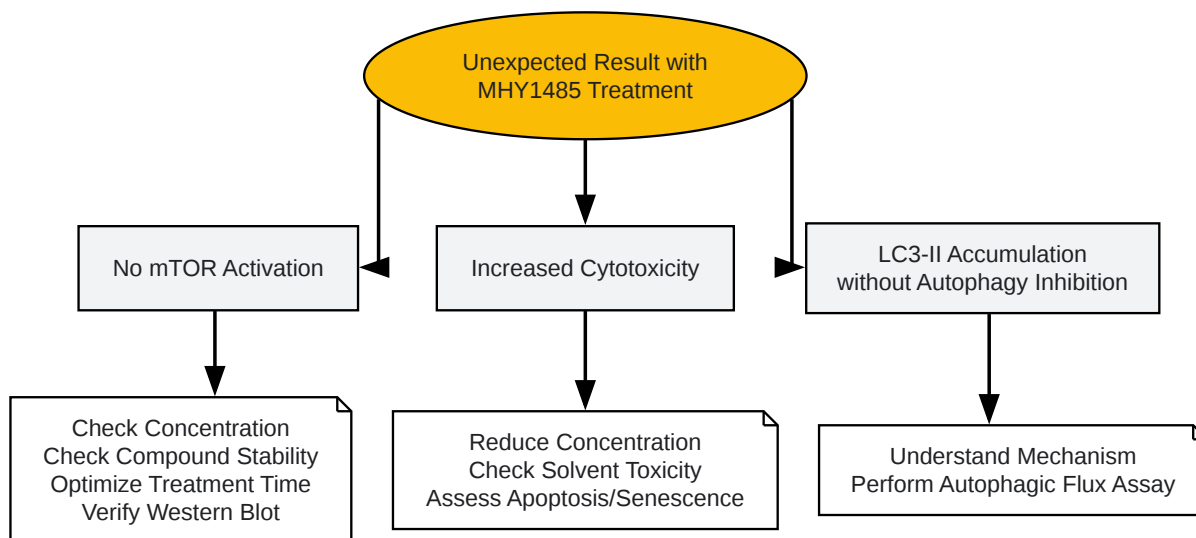 Unexpected Result with
MHY1485 Treatment
No mTOR Activation
Increased Cytotoxicity
LC3-II Accumulation
without Autophagy Inhibition
Check Concentration
Check Compound Stability
Optimize Treatment Time
Verify Western Blot
Reduce Concentration
Check Solvent Toxicity
Assess Apoptosis/Senescence
Understand Mechanism
Perform Autophagic Flux Assay